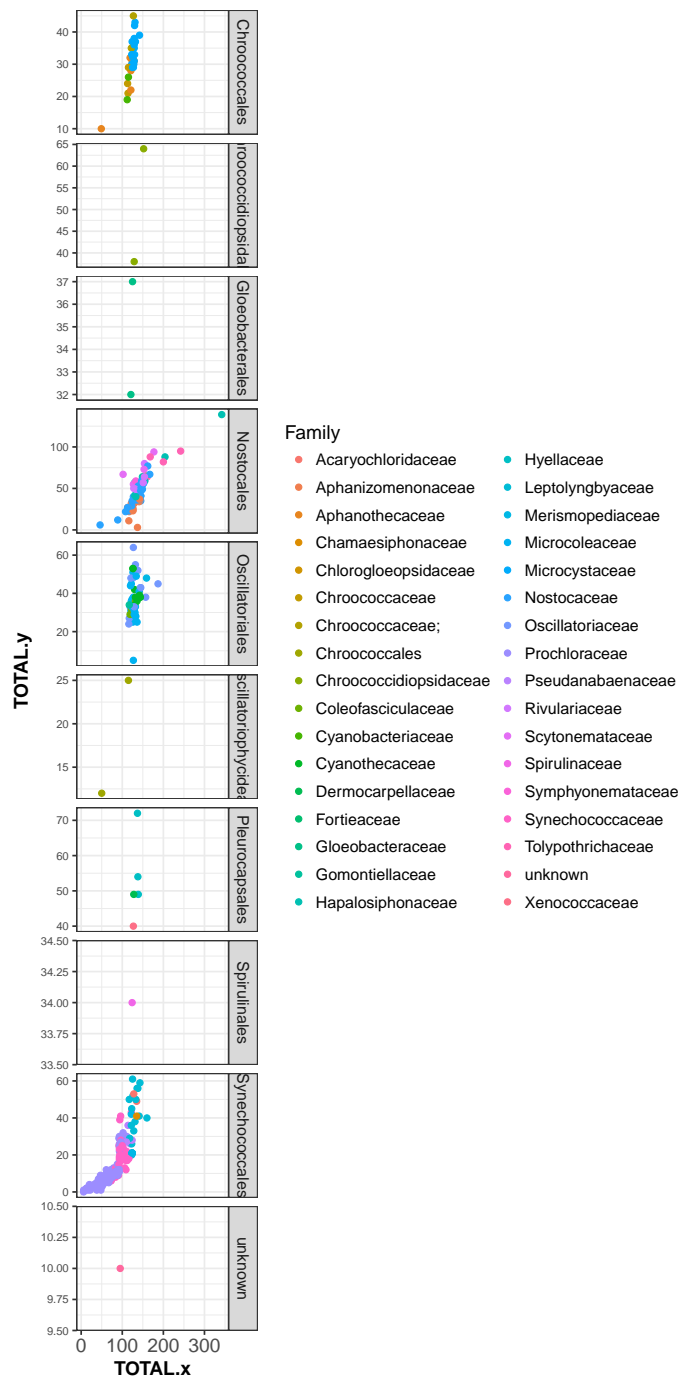 TOTAL.y
40
30
20
10
Chroococcales
65
60
55
50
45
40
roococcidiopsidal
37
36
35
34
33
32
Gloeobacterales
100
50
0
Nostocales
60
40
20
Oscillatoriales
25
20
15
scillatoriophycidea
70
60
50
40
Pleurocapsales
34.50
34.25
34.00
33.75
33.50
Spirulinales
60
40
20
0
Synechococcales
10.50
10.25
10.00
9.75
9.50
unknown
0 100 200 300
TOTAL.x
Family
Acaryochloridaceae
Aphanizomenonaceae
Aphanothecaceae
Chamaesiphonaceae
Chlorogloeopsidaceae
Chroococcaceae
Chroococcaceae;
Chroococcales
Chroococcidiopsidaceae
Coleofasciculaceae
Cyanobacteriaceae
Cyanothecaceae
Dermocarpellaceae
Fortieaceae
Gloeobacteraceae
Gomontiellaceae
Hapalosiphonaceae
Hyellaceae
Leptolyngbyaceae
Merismopediaceae
Microcoleaceae
Microcystaceae
Nostocaceae
Oscillatoriaceae
Prochloraceae
Pseudanabaenaceae
Rivulariaceae
Scytonemataceae
Spirulinaceae
Symphyonemataceae
Synechococcaceae
Tolypothrichaceae
unknown
Xenococcaceae